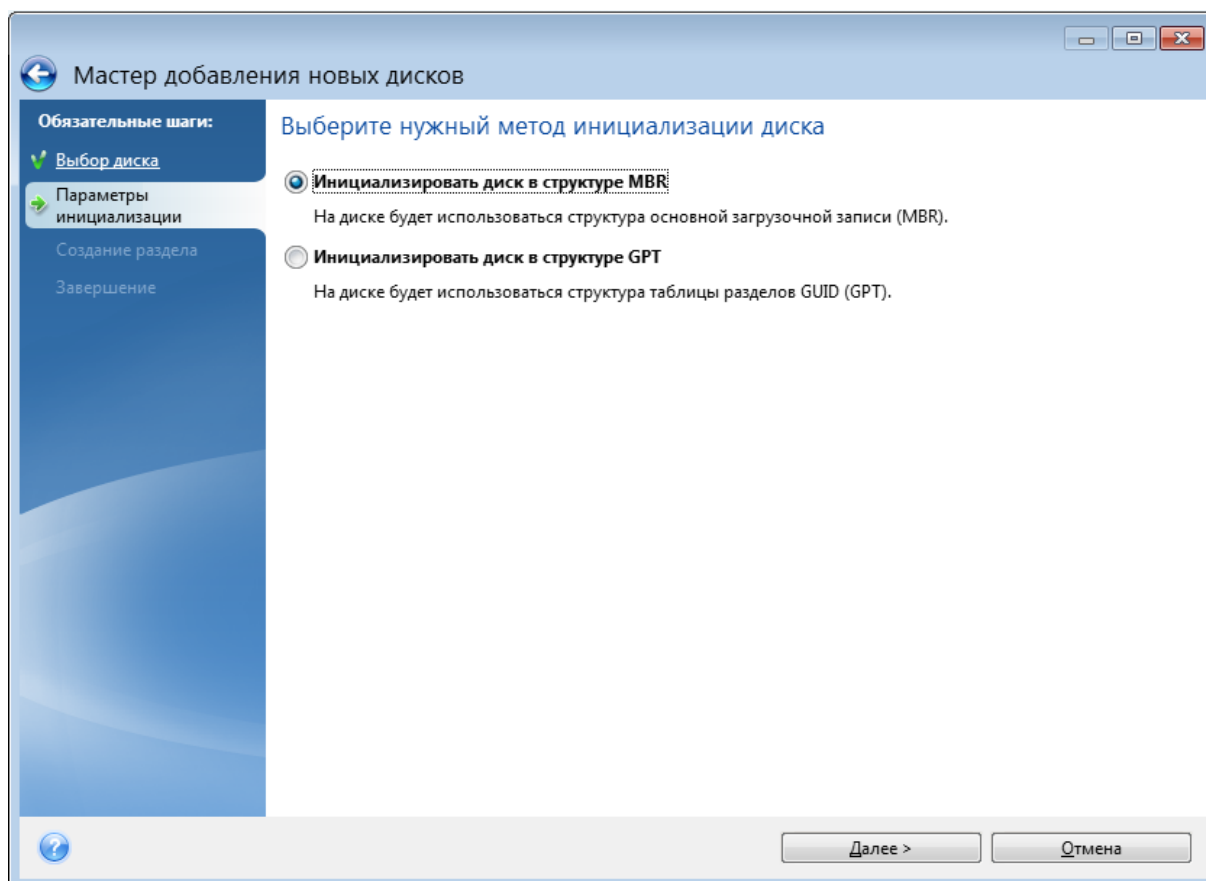 Мастер добавления новых дисков
Обязательные шаги:
Выбор диска
Параметры
инициализации
Создание раздела
Завершение
Выберите нужный метод инициализации диска
Инициализировать диск в структуре MBR
На диске будет использоваться структура основной загрузочной записи (MBR).
Инициализировать диск в структуре GPT
На диске будет использоваться структура таблицы разделов GUID (GPT).
?
Далее >
Отмена